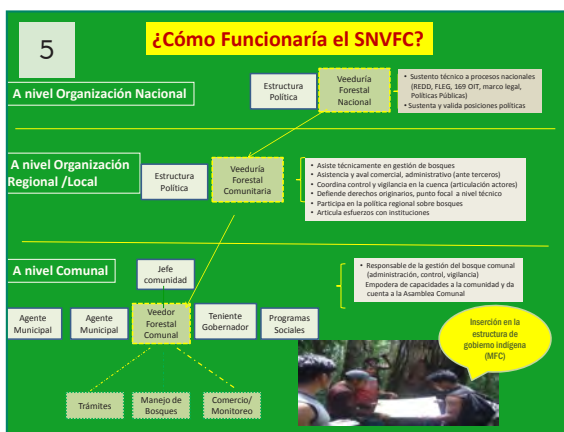 5
¿Cómo Funcionaría el SNVFC?
A nivel Organización Nacional
Estructura
Política
Veeduría
Forestal
Nacional
• Sustento técnico a procesos nacionales
(REDD, FLEG, 169 OIT, marco legal,
Políticas Públicas)
• Sustenta y valida posiciones políticas
A nivel Organización
Regional /Local
Estructura
Política
Veeduría
Forestal
Comunitaria
• Asiste técnicamente en gestión de bosques
• Asistencia y aval comercial, administrativo (ante terceros)
• Coordina control y vigilancia en la cuenca (articulación actores)
• Defiende derechos originarios, punto focal a nivel técnico
• Participa en la política regional sobre bosques
• Articula esfuerzos con instituciones
A nivel Comunal
Jefe
comunidad
• Responsable de la gestión del bosque comunal
(administración, control, vigilancia)
Empodera de capacidades a la comunidad y da
cuenta a la Asamblea Comunal
Agente
Municipal
Agente
Municipal
Veedor
Forestal
Comunal
Teniente
Gobernador
Programas
Sociales
Inserción en la
estructura de
gobierno indígena
(MFC)
Trámites
Manejo de
Bosques
Comercio/
Monitoreo